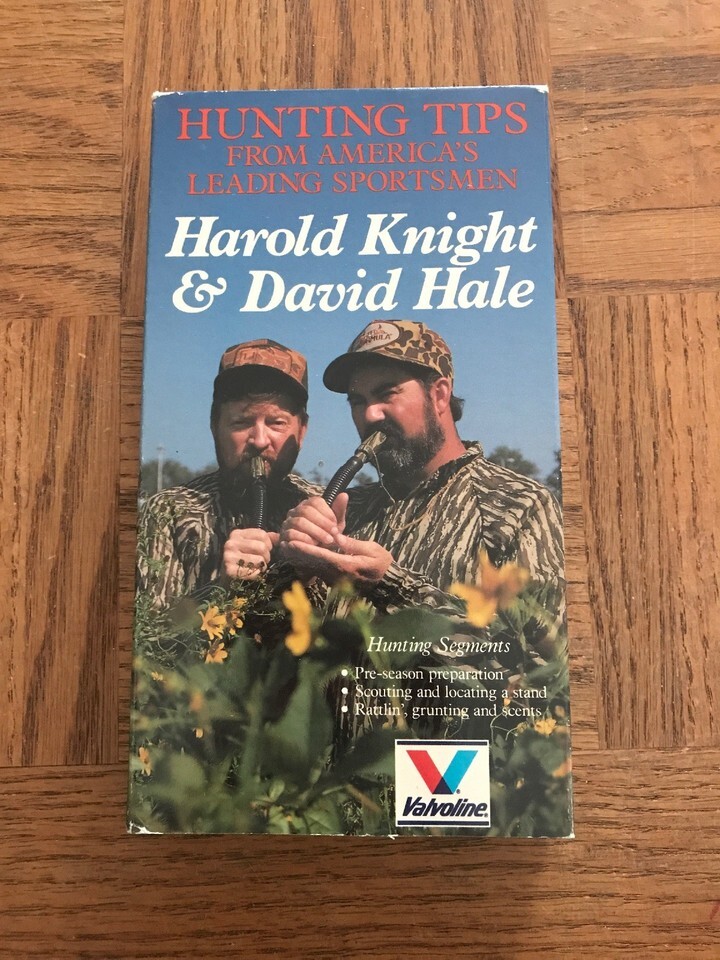 HUNTING TIPS
FROM AMERICA'S
LEADING SPORTSMEN
Harold Knight
& David Hale
Hunting Segments
• Pre-season preparation
• Scouting and locating a stand
• Rattlin', grunting and scents
Valvoline®